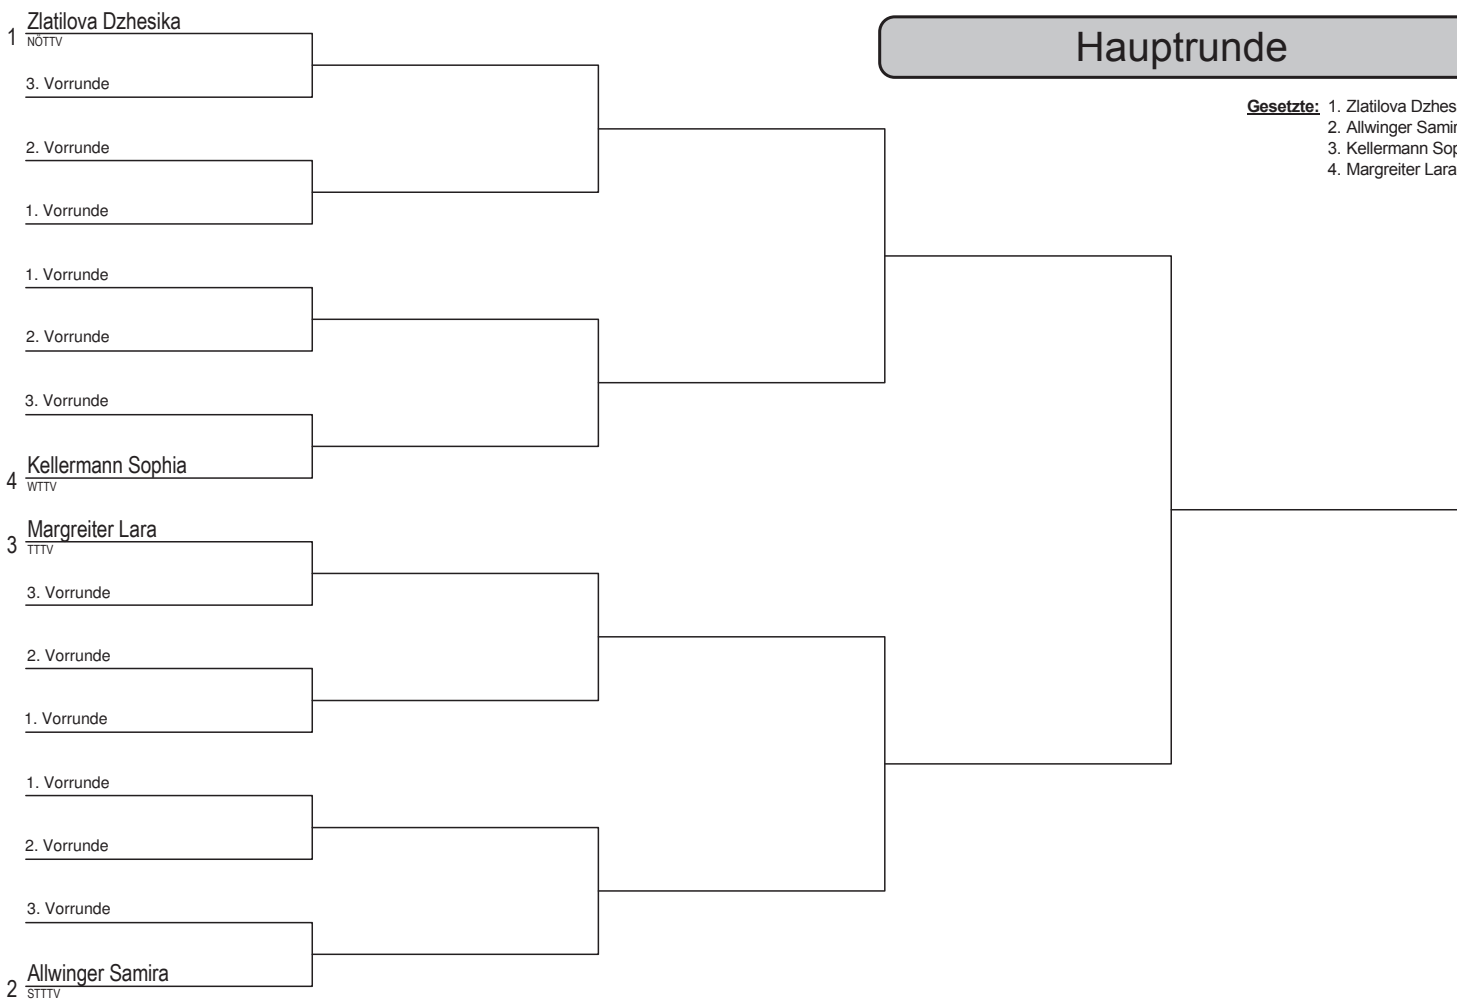 Zlatilova Dzhesika
1
NÖTTV
Hauptrunde
3. Vorrunde
Gesetzte: 1. Zlatilova Dzhes
2. Allwinger Samir
3. Kellermann Sop
4. Margreiter Lara
2. Vorrunde
1. Vorrunde
1. Vorrunde
2. Vorrunde
3. Vorrunde
Kellermann Sophia
4
WTTV
Margreiter Lara
3
TTTV
3. Vorrunde
2. Vorrunde
1. Vorrunde
1. Vorrunde
2. Vorrunde
3. Vorrunde
Allwinger Samira
2
STTTV